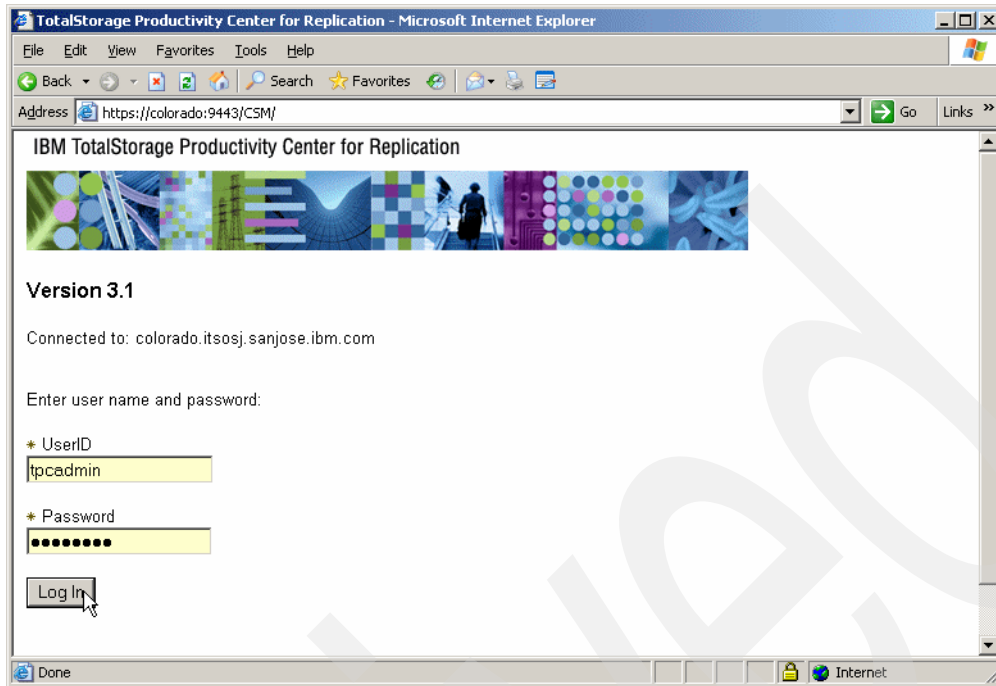 TotalStorage Productivity Center for Replication - Microsoft Internet Explorer
File Edit View Favorites Tools Help
Back Search Favorites
Address https://colorado:9443/CSM/ Go Links »
IBM TotalStorage Productivity Center for Replication
Version 3.1
Connected to: colorado.itsosj.sanjose.ibm.com
Enter user name and password:
* UserID
tpcadmin
* Password
●●●●●●●●
Log In
Done Internet